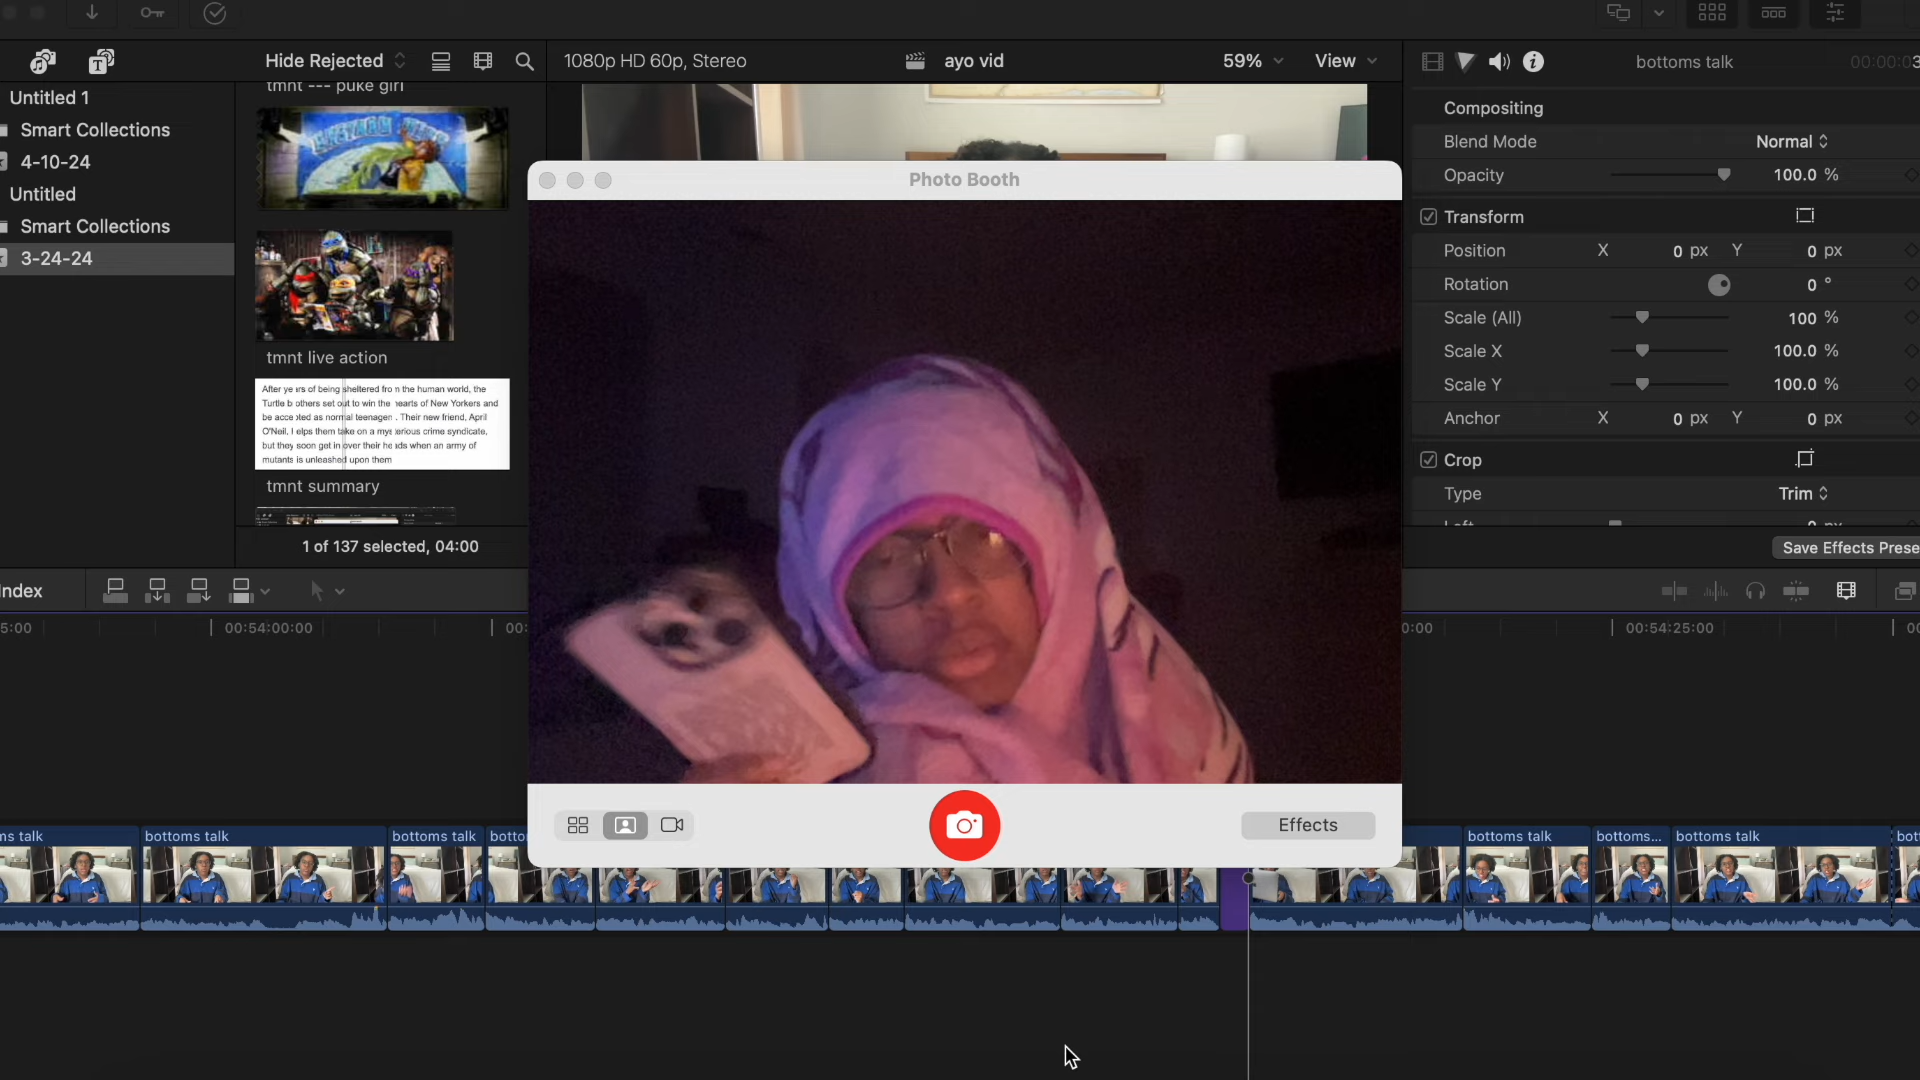 Hide Rejected
1080p HD 60p, Stereo
ayo vid
59%
View
bottoms talk
Untitled 1
Smart Collections
4-10-24
Untitled
Smart Collections
3-24-24
tmnt --- puke girl
tmnt live action
After years of being sheltered from the human world, the
Turtle brothers set out to win the hearts of New Yorkers and
be accepted as normal teenagers. Their new friend, April
O'Neil, helps them take on a mysterious crime syndicate,
but they soon get in over their heads when an army of
mutants is unleashed upon them
tmnt summary
1 of 137 selected, 04:00
Photo Booth
Effects
Compositing
Blend Mode
Normal
Opacity
100.0 %
Transform
Position
X
0 px
Y
0 px
Rotation
0 °
Scale (All)
100 %
Scale X
100.0 %
Scale Y
100.0 %
Anchor
X
0 px
Y
0 px
Crop
Type
Trim
Save Effects Prese
Index
5:00
00:54:00:00
00:
0:00
00:54:25:00
ms talk
bottoms talk
bottoms talk
botto
bottoms talk
bottoms...
bottoms talk
bott